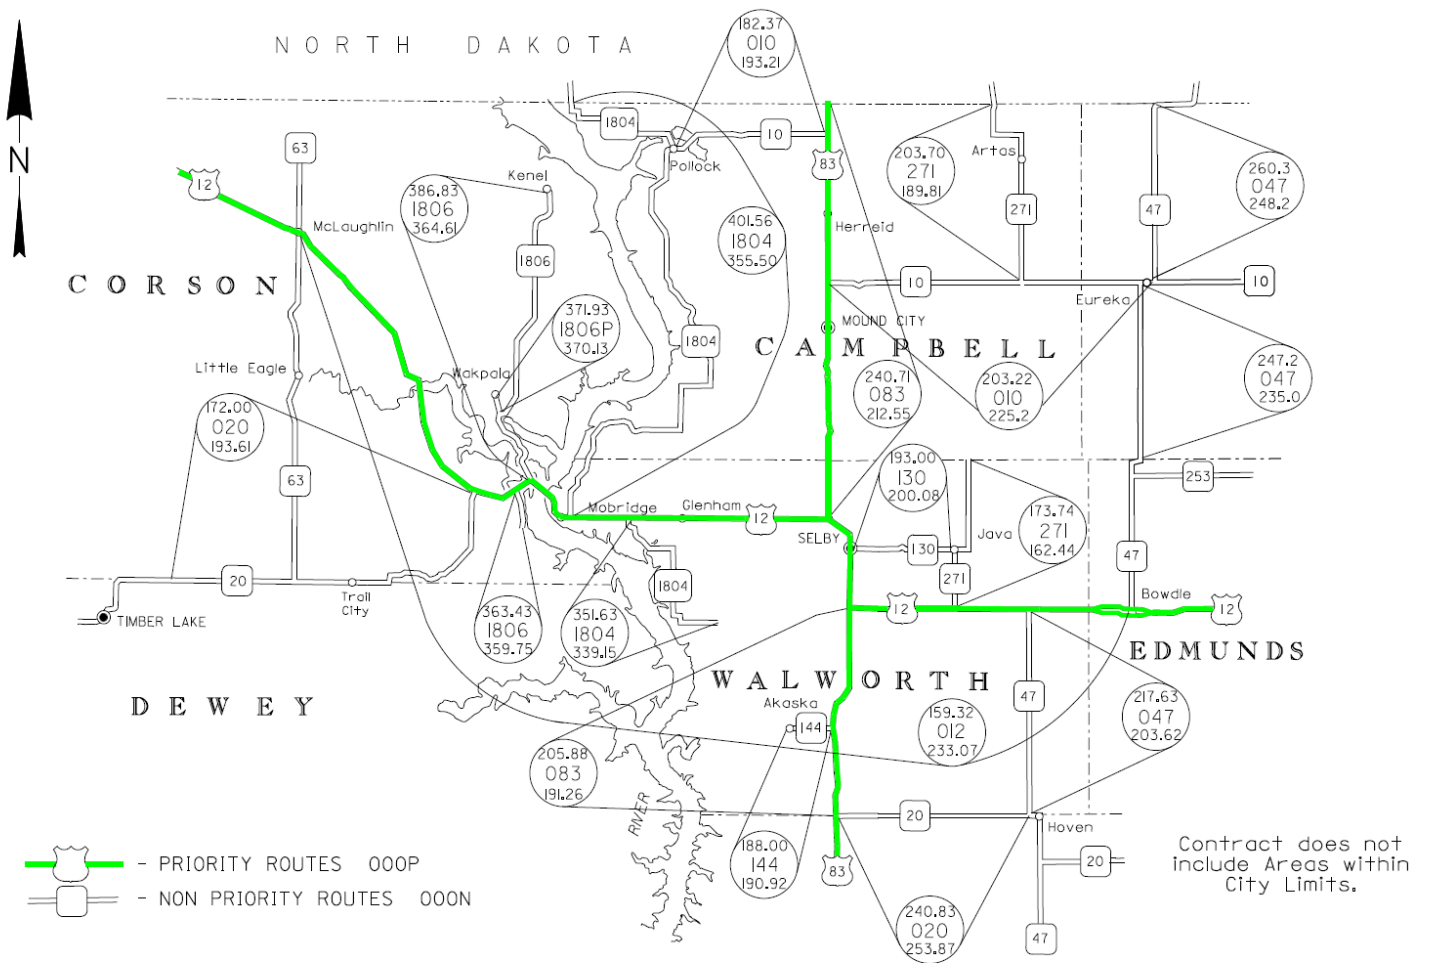 182.37
010
193.21
NORTH DAKOTA
1804
10
83
Pollock
63
12
Kenel
386.83
1806
364.61
McLaughlin
401.56
1804
355.50
Herreid
203.70
271
189.81
Artas
271
47
260.3
047
248.2
N
CORSON
1806
10
Eureka
10
371.93
1806P
370.13
1804
MOUND CITY
CAMPBELL
Little Eagle
Wakpala
240.71
083
212.55
203.22
010
225.2
247.2
047
235.0
172.00
020
193.61
63
193.00
130
200.08
253
Mobridge
Glenham
12
SELBY
130
Java
173.74
271
162.44
47
20
Trail
City
TIMBER LAKE
271
1804
Bowdle
12
12
363.43
1806
359.75
351.63
1804
339.15
EDMUNDS
WALWORTH
DEWEY
Akaska
144
47
159.32
012
233.07
217.63
047
203.62
205.88
083
191.26
RIVER
20
Hoven
188.00
144
190.92
83
20
Contract does not
include Areas within
City Limits.
- PRIORITY ROUTES 000P
- NON PRIORITY ROUTES 000N
240.83
020
253.87
47